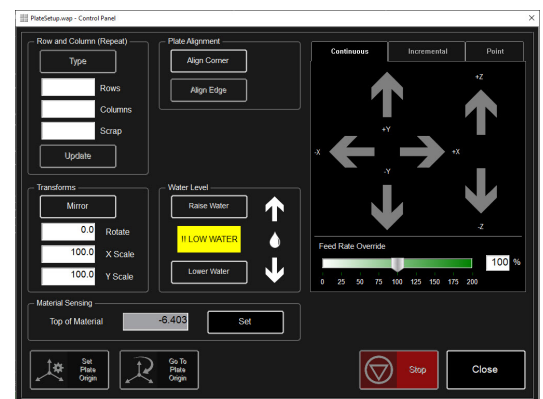 PlateSetup.wap - Control Panel
Row and Column (Repeat)
Type
Rows
Columns
Scrap
Update
Plate Alignment
Align Corner
Align Edge
Continuous
Incremental
Point
+Z
+Y
-X
+X
-Y
-Z
Transforms
Mirror
0.0 Rotate
100.0 X Scale
100.0 Y Scale
Water Level
Raise Water
!! LOW WATER
Lower Water
Feed Rate Override
100 %
0 25 50 75 100 125 150 175 200
Material Sensing
Top of Material -6.403 Set
Set
Plate
Origin
Go To
Plate
Origin
Stop
Close